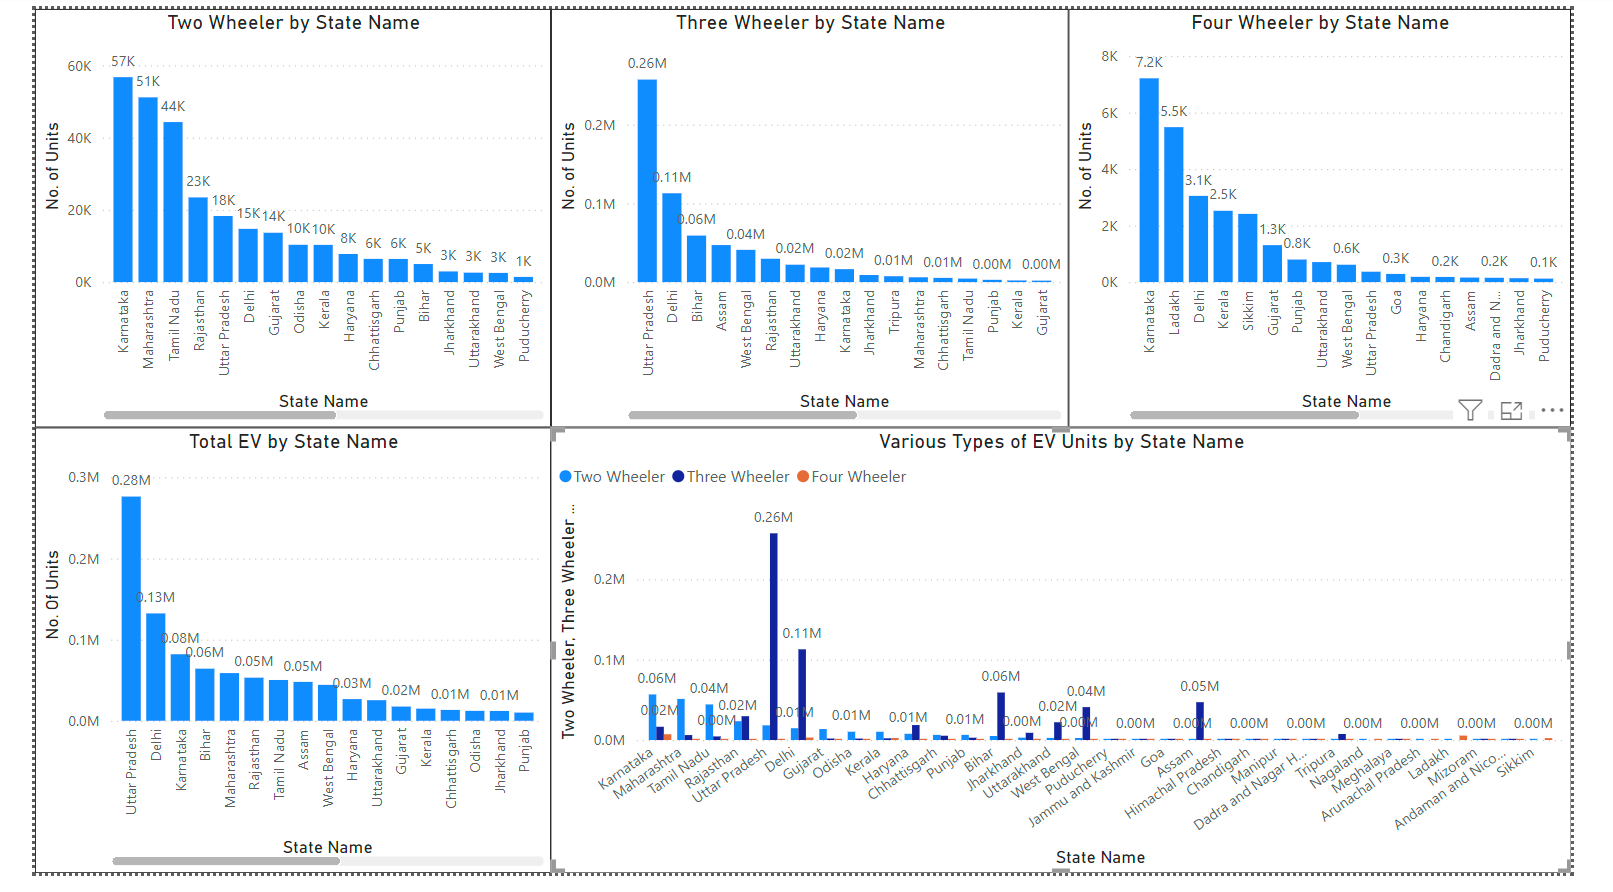 Two Wheeler by State Name
No. of Units
60K
40K
20K
0K
57K
51K
44K
23K
18K
15K
14K
10K
10K
8K
6K
6K
5K
3K
3K
3K
1K
Karnataka
Maharashtra
Tamil Nadu
Rajasthan
Uttar Pradesh
Delhi
Gujarat
Odisha
Kerala
Haryana
Chhattisgarh
Punjab
Bihar
Jharkhand
Uttarakhand
West Bengal
Puducherry
State Name
Three Wheeler by State Name
No. of Units
0.2M
0.1M
0.0M
0.26M
0.11M
0.06M
0.04M
0.02M
0.02M
0.01M
0.01M
0.00M
0.00M
Uttar Pradesh
Delhi
Bihar
Assam
West Bengal
Rajasthan
Uttarakhand
Haryana
Karnataka
Jharkhand
Tripura
Maharashtra
Chhattisgarh
Tamil Nadu
Punjab
Kerala
Gujarat
State Name
Four Wheeler by State Name
No. of Units
8K
6K
4K
2K
0K
7.2K
5.5K
3.1K
2.5K
1.3K
0.8K
0.6K
0.3K
0.2K
0.2K
0.1K
Karnataka
Ladakh
Delhi
Kerala
Sikkim
Gujarat
Punjab
Uttarakhand
West Bengal
Uttar Pradesh
Goa
Haryana
Chandigarh
Assam
Dadra and N...
Jharkhand
Puducherry
State Name
Total EV by State Name
No. Of Units
0.3M
0.2M
0.1M
0.0M
0.28M
0.13M
0.08M
0.06M
0.05M
0.05M
0.03M
0.02M
0.01M
0.01M
Uttar Pradesh
Delhi
Karnataka
Bihar
Maharashtra
Rajasthan
Tamil Nadu
Assam
West Bengal
Haryana
Uttarakhand
Gujarat
Kerala
Chhattisgarh
Odisha
Jharkhand
Punjab
State Name
Various Types of EV Units by State Name
Two Wheeler Three Wheeler Four Wheeler
Two Wheeler, Three Wheeler ...
0.2M
0.1M
0.0M
0.06M
0.02M
0.04M
0.00M
0.02M
0.26M
0.11M
0.01M
0.01M
0.01M
0.01M
0.06M
0.00M
0.02M
0.04M
0.00M
0.00M
0.05M
0.00M
0.00M
0.00M
0.00M
0.00M
0.00M
0.00M
Karnataka
Maharashtra
Tamil Nadu
Rajasthan
Uttar Pradesh
Delhi
Gujarat
Odisha
Kerala
Haryana
Chhattisgarh
Punjab
Bihar
Jharkhand
Uttarakhand
West Bengal
Puducherry
Jammu and Kashmir
Goa
Assam
Himachal Pradesh
Chandigarh
Manipur
Dadra and Nagar H...
Tripura
Nagaland
Meghalaya
Arunachal Pradesh
Ladakh
Mizoram
Andaman and Nico...
Sikkim
State Name